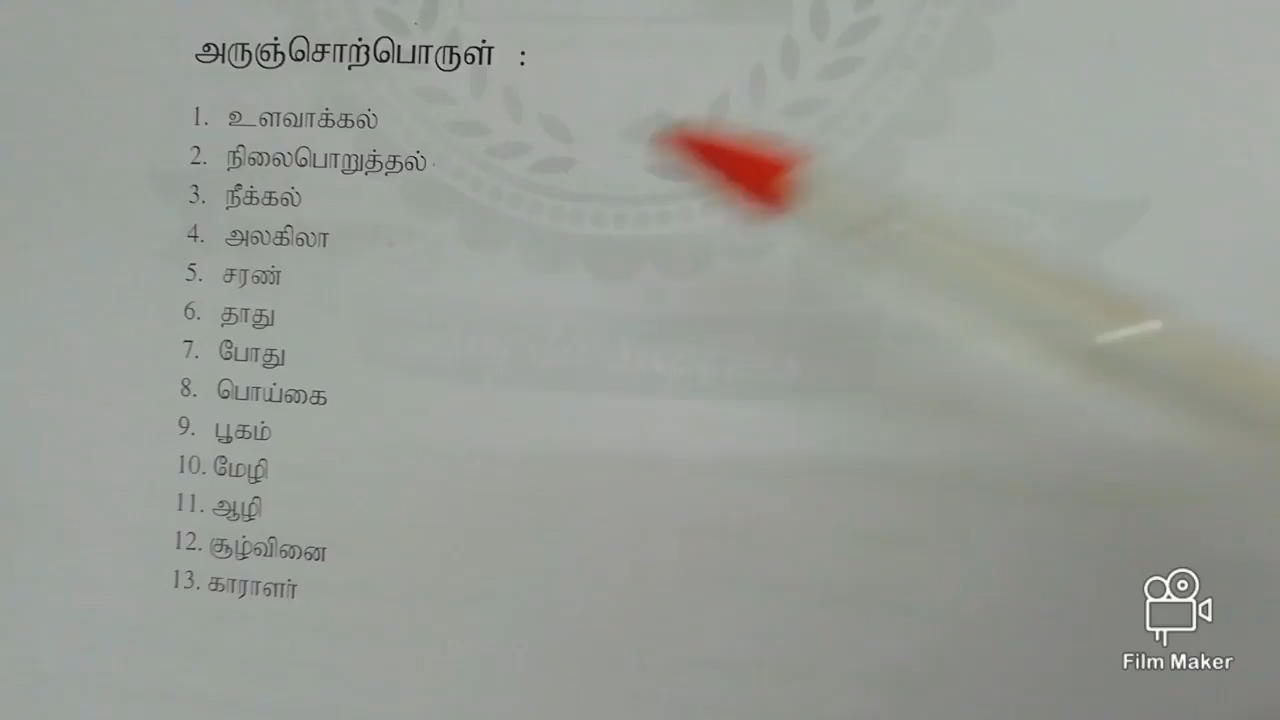 அருஞ்சொற்பொருள் :
1. உளவாக்கல்
2. நிலைபொறுத்தல்
3. நீக்கல்
4. அலகிலா
5. சரண்
6. தாது
7. போது
8. பொய்கை
9. பூகம்
10. மேழி
11. ஆழி
12. சூழ்வினை
13. காராளர்
Film Maker